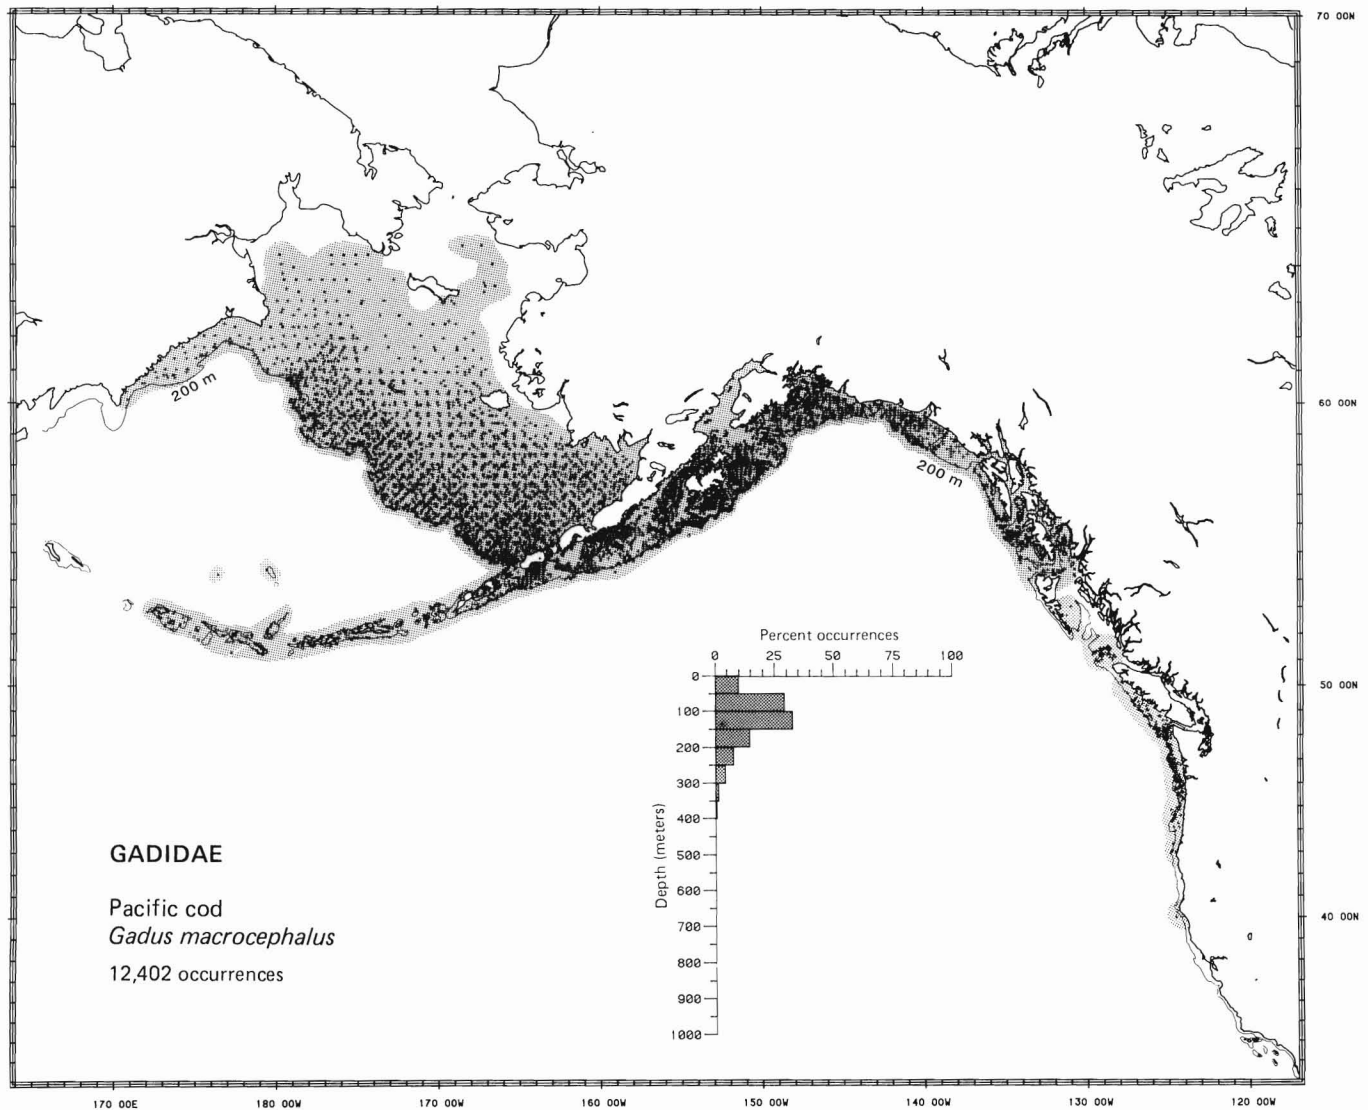 70 00N
200 m
60 00N
200 m
Percent occurrences
0 25 50 75 100
0
100
200
300
400
500
600
700
800
900
1000
Depth (meters)
50 00N
40 00N
GADIDAE
Pacific cod
Gadus macrocephalus
12,402 occurrences
170 00E 180 00W 170 00W 160 00W 150 00W 140 00W 130 00W 120 00W